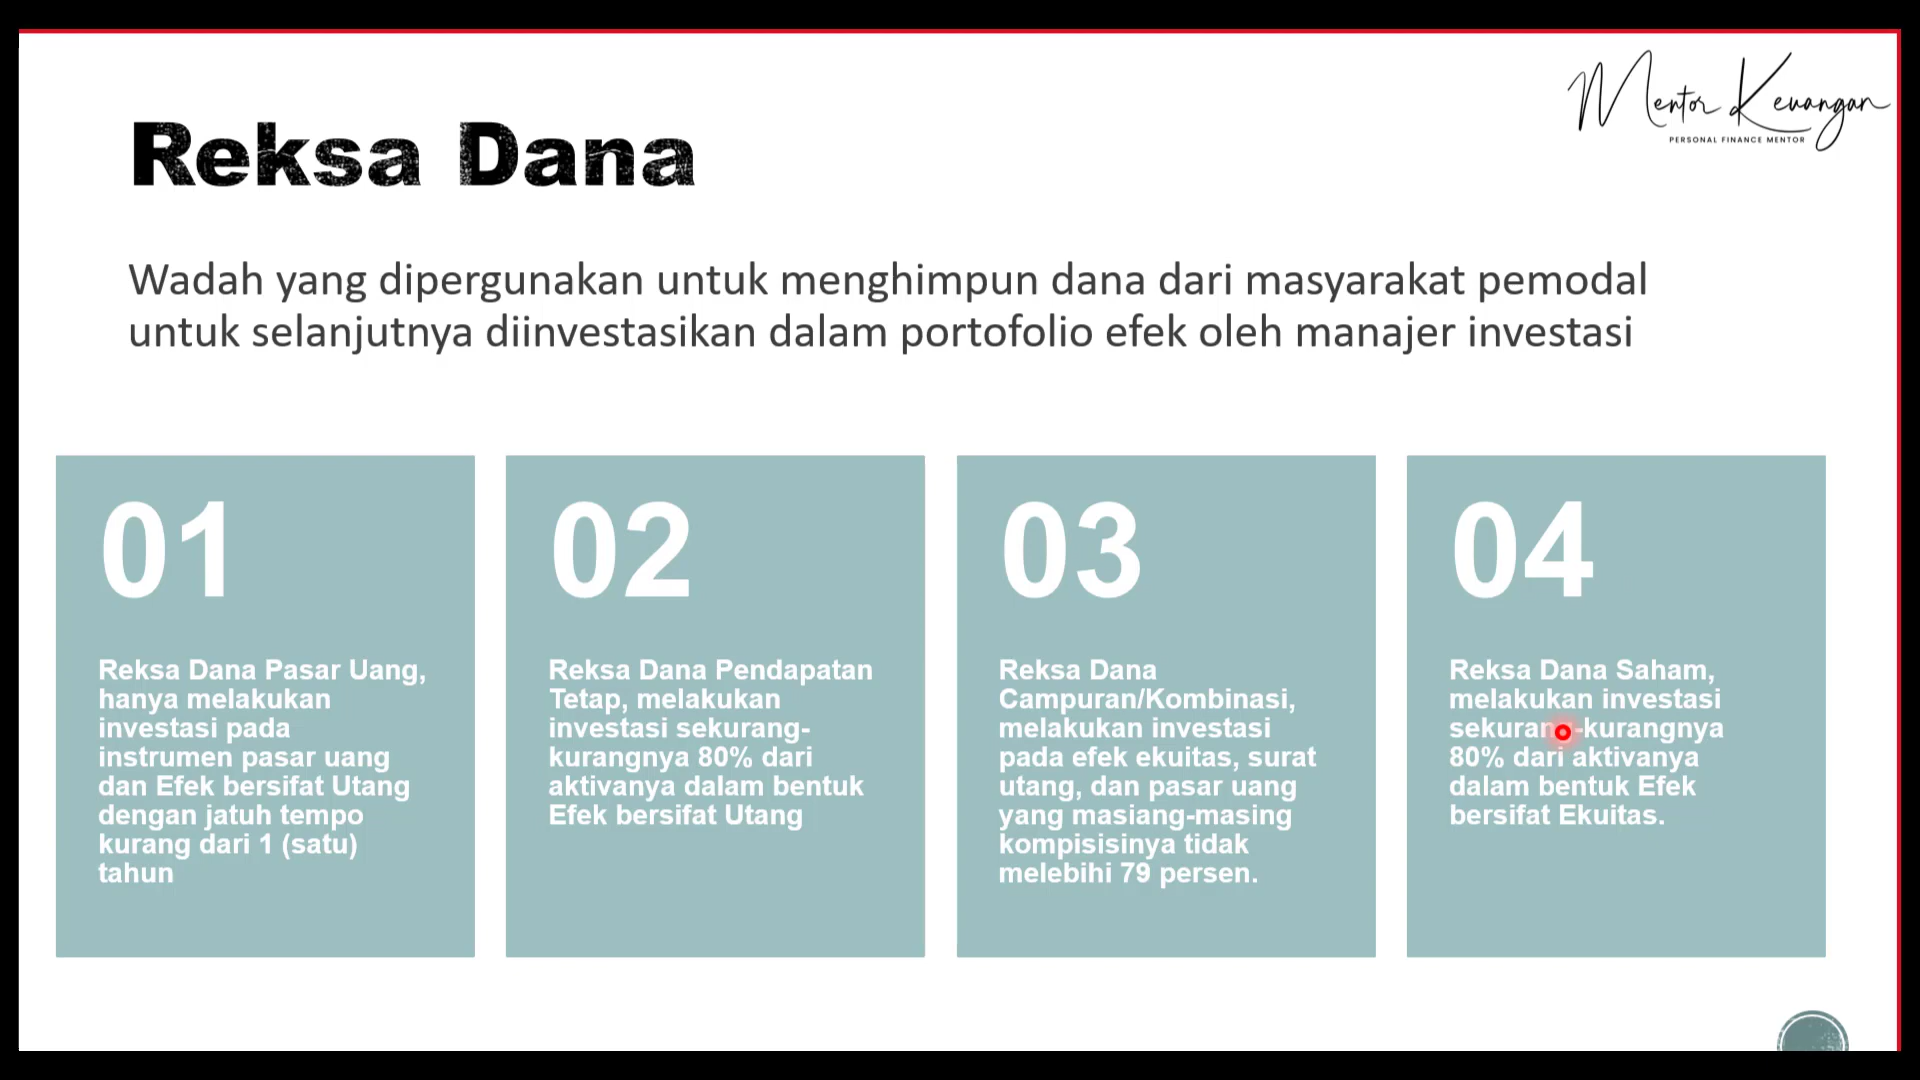 Mentor Keuangan
PERSONAL FINANCE MENTOR
Reksa Dana
Wadah yang dipergunakan untuk menghimpun dana dari masyarakat pemodal
untuk selanjutnya diinvestasikan dalam portofolio efek oleh manajer investasi
01
Reksa Dana Pasar Uang,
hanya melakukan
investasi pada
instrumen pasar uang
dan Efek bersifat Utang
dengan jatuh tempo
kurang dari 1 (satu)
tahun
02
Reksa Dana Pendapatan
Tetap, melakukan
investasi sekurang-
kurangnya 80% dari
aktivanya dalam bentuk
Efek bersifat Utang
03
Reksa Dana
Campuran/Kombinasi,
melakukan investasi
pada efek ekuitas, surat
utang, dan pasar uang
yang masiang-masing
kompisisinya tidak
melebihi 79 persen.
04
Reksa Dana Saham,
melakukan investasi
sekurang-kurangnya
80% dari aktivanya
dalam bentuk Efek
bersifat Ekuitas.